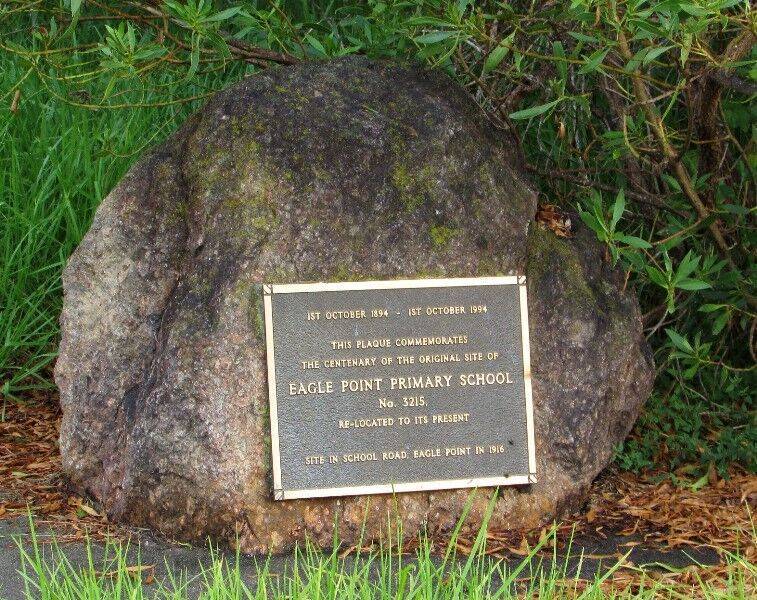 1ST OCTOBER 1894 - 1ST OCTOBER 1994
THIS PLAQUE COMMEMORATES
THE CENTENARY OF THE ORIGINAL SITE OF
EAGLE POINT PRIMARY SCHOOL
No. 3215,
RE-LOCATED TO ITS PRESENT
SITE IN SCHOOL ROAD, EAGLE POINT IN 1916